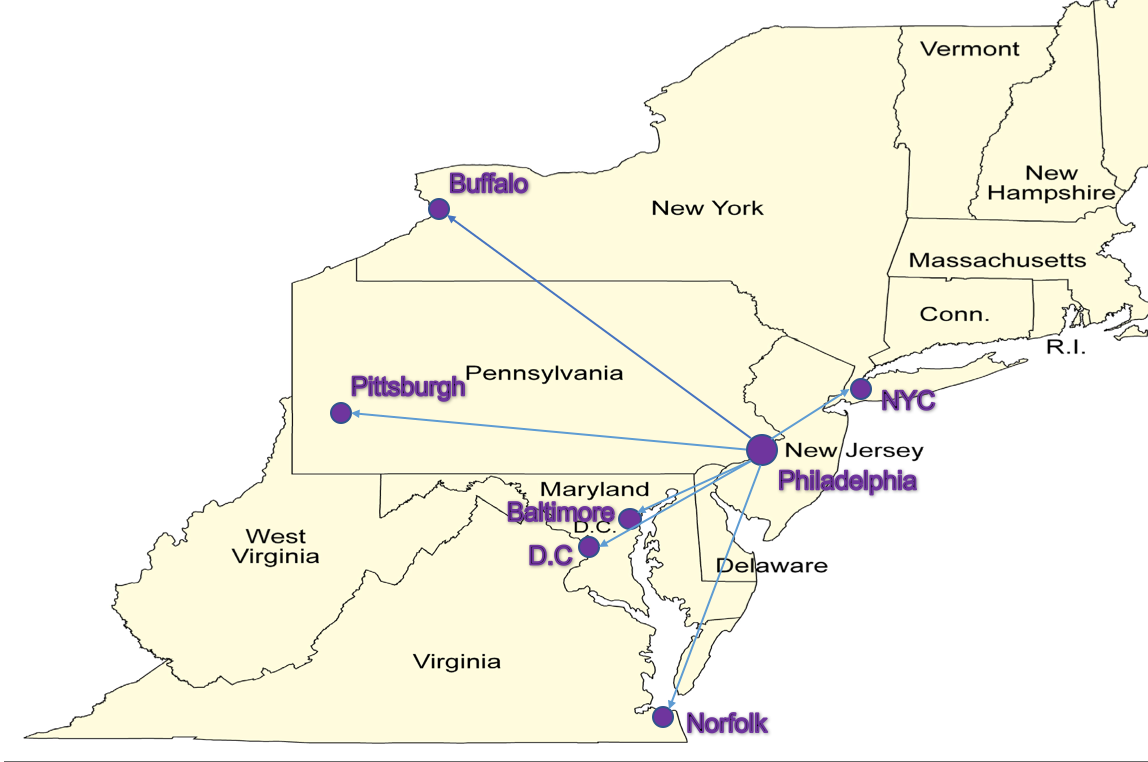 Vermont
New
Hampshire
Buffalo
New York
Massachusetts
Conn.
R.I.
Pennsylvania
Pittsburgh
NYC
New Jersey
Philadelphia
Maryland
Baltimore
D.C.
D.C
West
Virginia
Delaware
Virginia
Norfolk